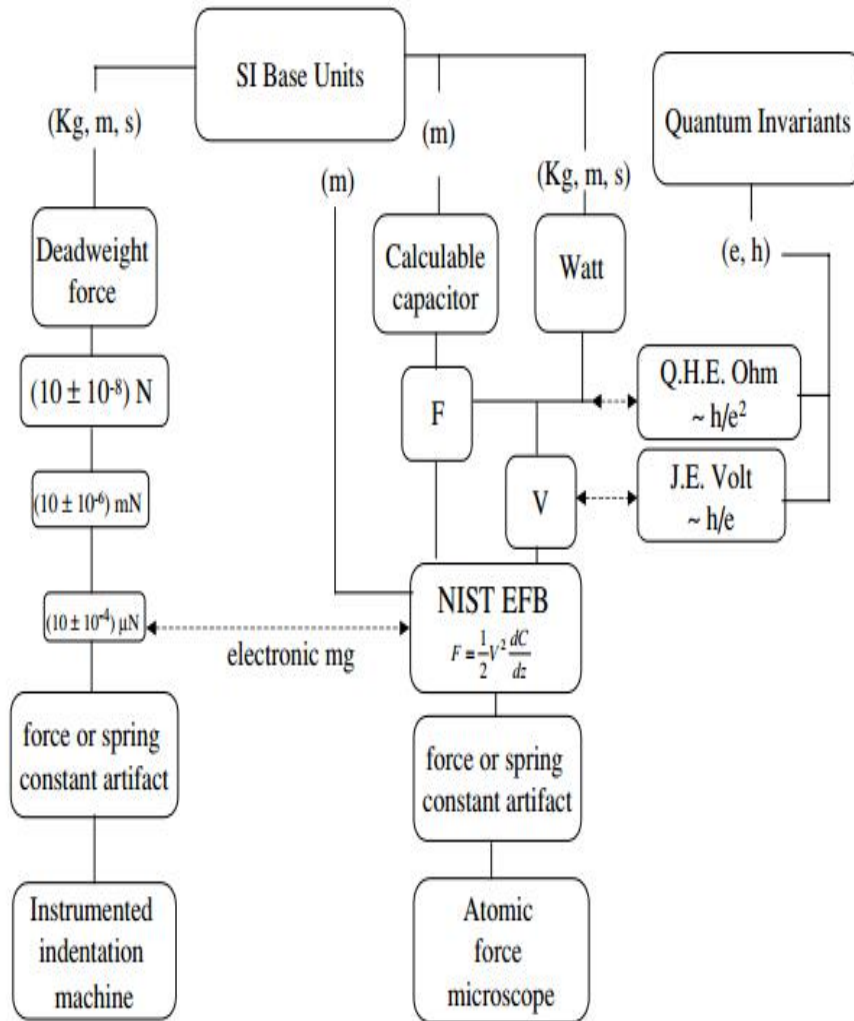 SI Base Units
Quantum Invariants
(Kg, m, s)
(m)
(m)
(Kg, m, s)
(e, h)
Deadweight
force
Calculable
capacitor
Watt
(10 ± 10⁻⁸) N
F
Q.H.E. Ohm
~ h/e²
(10 ± 10⁻⁶) mN
V
J.E. Volt
~ h/e
(10 ± 10⁻⁴) μN
electronic mg
NIST EFB
F = 1/2 V² dC/dz
force or spring
constant artifact
force or spring
constant artifact
Instrumented
indentation
machine
Atomic
force
microscope